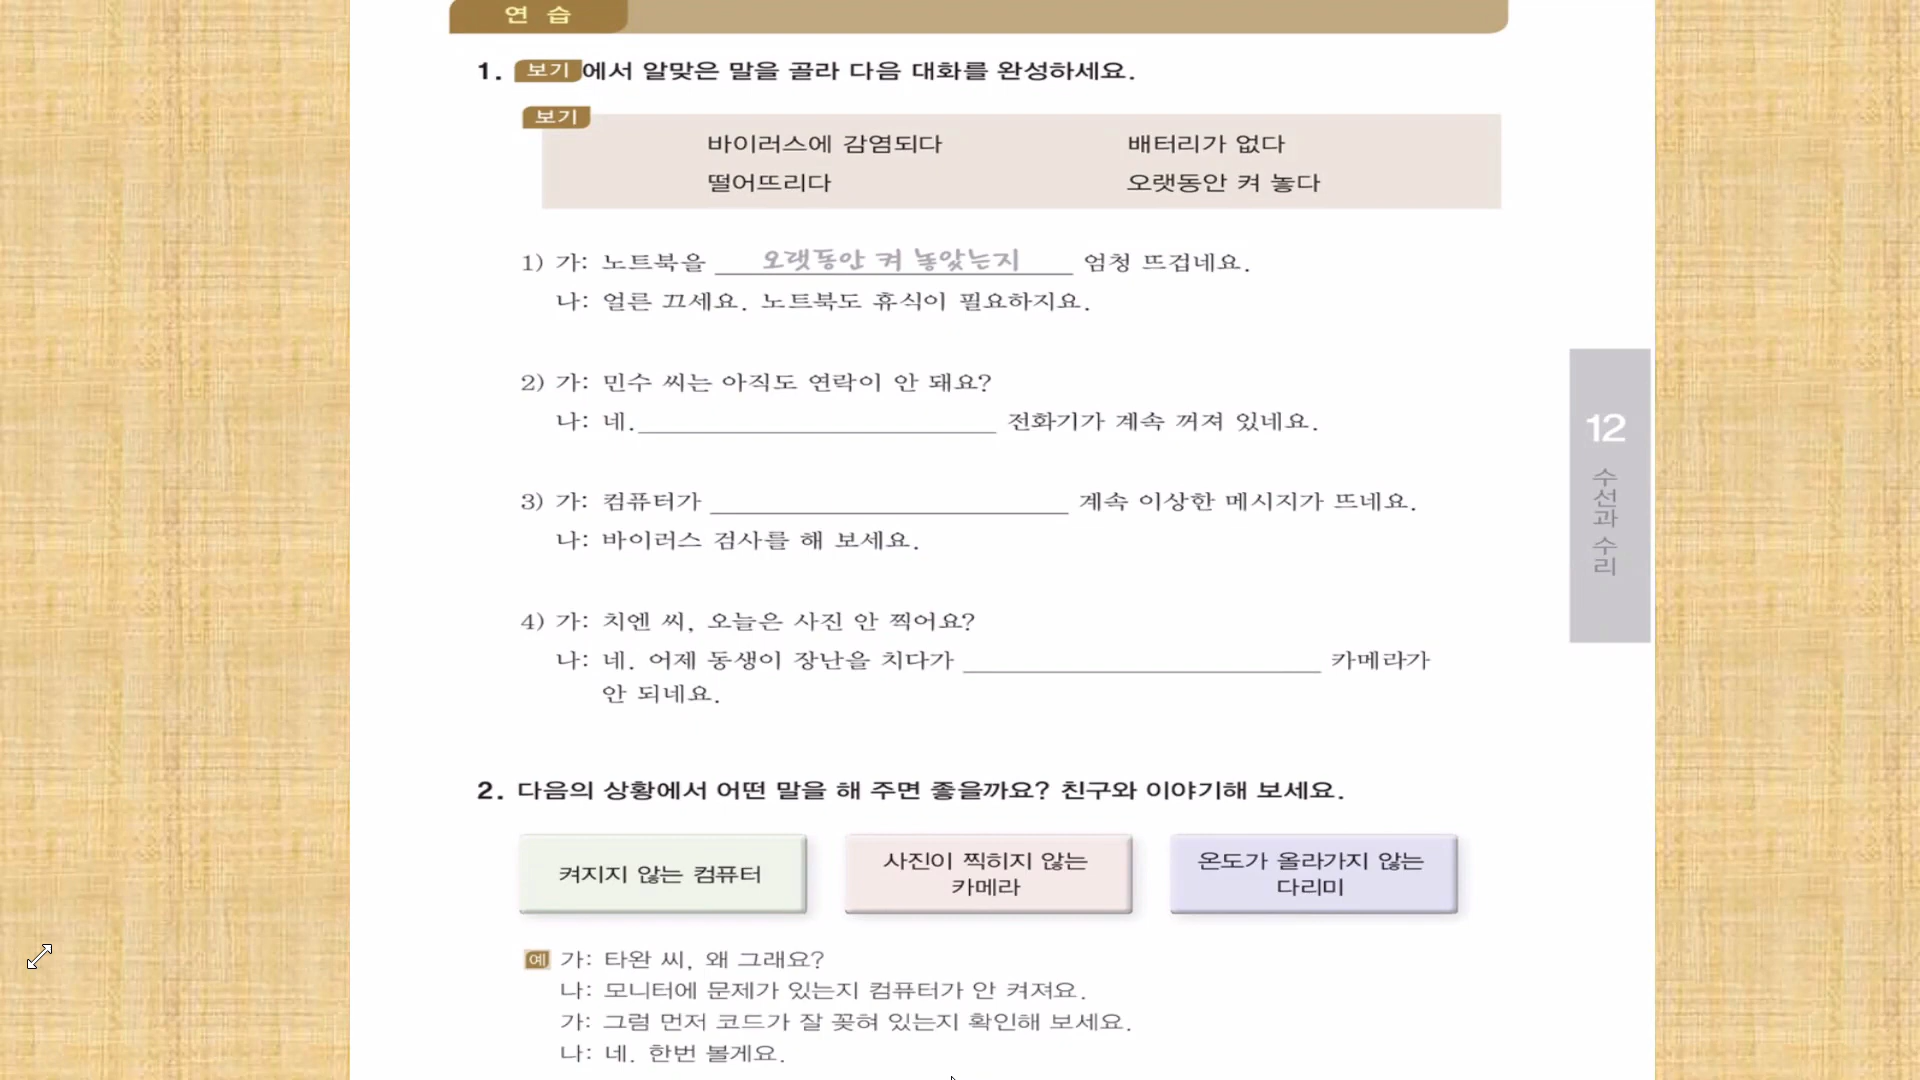 연 습
1. 보기에서 알맞은 말을 골라 다음 대화를 완성하세요.
보기
바이러스에 감염되다 배터리가 없다
떨어뜨리다 오랫동안 켜 놓다
1) 가: 노트북을 오랫동안 켜 놓았는지 엄청 뜨겁네요.
나: 얼른 끄세요. 노트북도 휴식이 필요하지요.
2) 가: 민수 씨는 아직도 연락이 안 돼요?
나: 네. 전화기가 계속 꺼져 있네요.
3) 가: 컴퓨터가 계속 이상한 메시지가 뜨네요.
나: 바이러스 검사를 해 보세요.
4) 가: 치엔 씨, 오늘은 사진 안 찍어요?
나: 네. 어제 동생이 장난을 치다가 카메라가
안 되네요.
12
수선과 수리
2. 다음의 상황에서 어떤 말을 해 주면 좋을까요? 친구와 이야기해 보세요.
켜지지 않는 컴퓨터
사진이 찍히지 않는
카메라
온도가 올라가지 않는
다리미
예 가: 타완 씨, 왜 그래요?
나: 모니터에 문제가 있는지 컴퓨터가 안 켜져요.
가: 그럼 먼저 코드가 잘 꽂혀 있는지 확인해 보세요.
나: 네. 한번 볼게요.